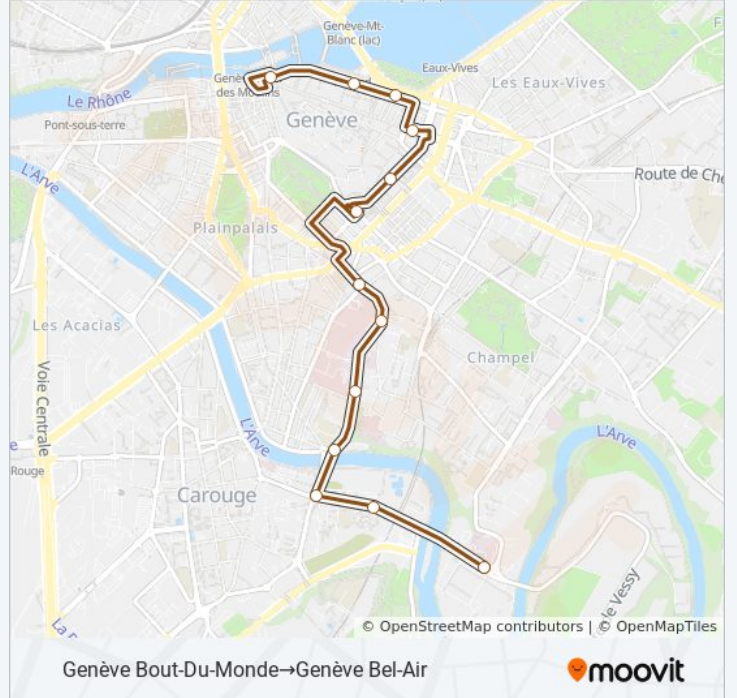 Genève-Mt-
Blanc (lac)
Eaux-Vives
Les Eaux-Vives
Le Rhône
des
Genève
Pont-sous-terre
L'Arve
Route de Che
Plainpalais
Les Acacias
Voie Centrale
Champel
L'Arve
L'Arve
Rouge
Carouge
le Vessy
© OpenStreetMap contributors | © OpenMapTiles
Genève Bout-Du-Monde→Genève Bel-Air
moovit